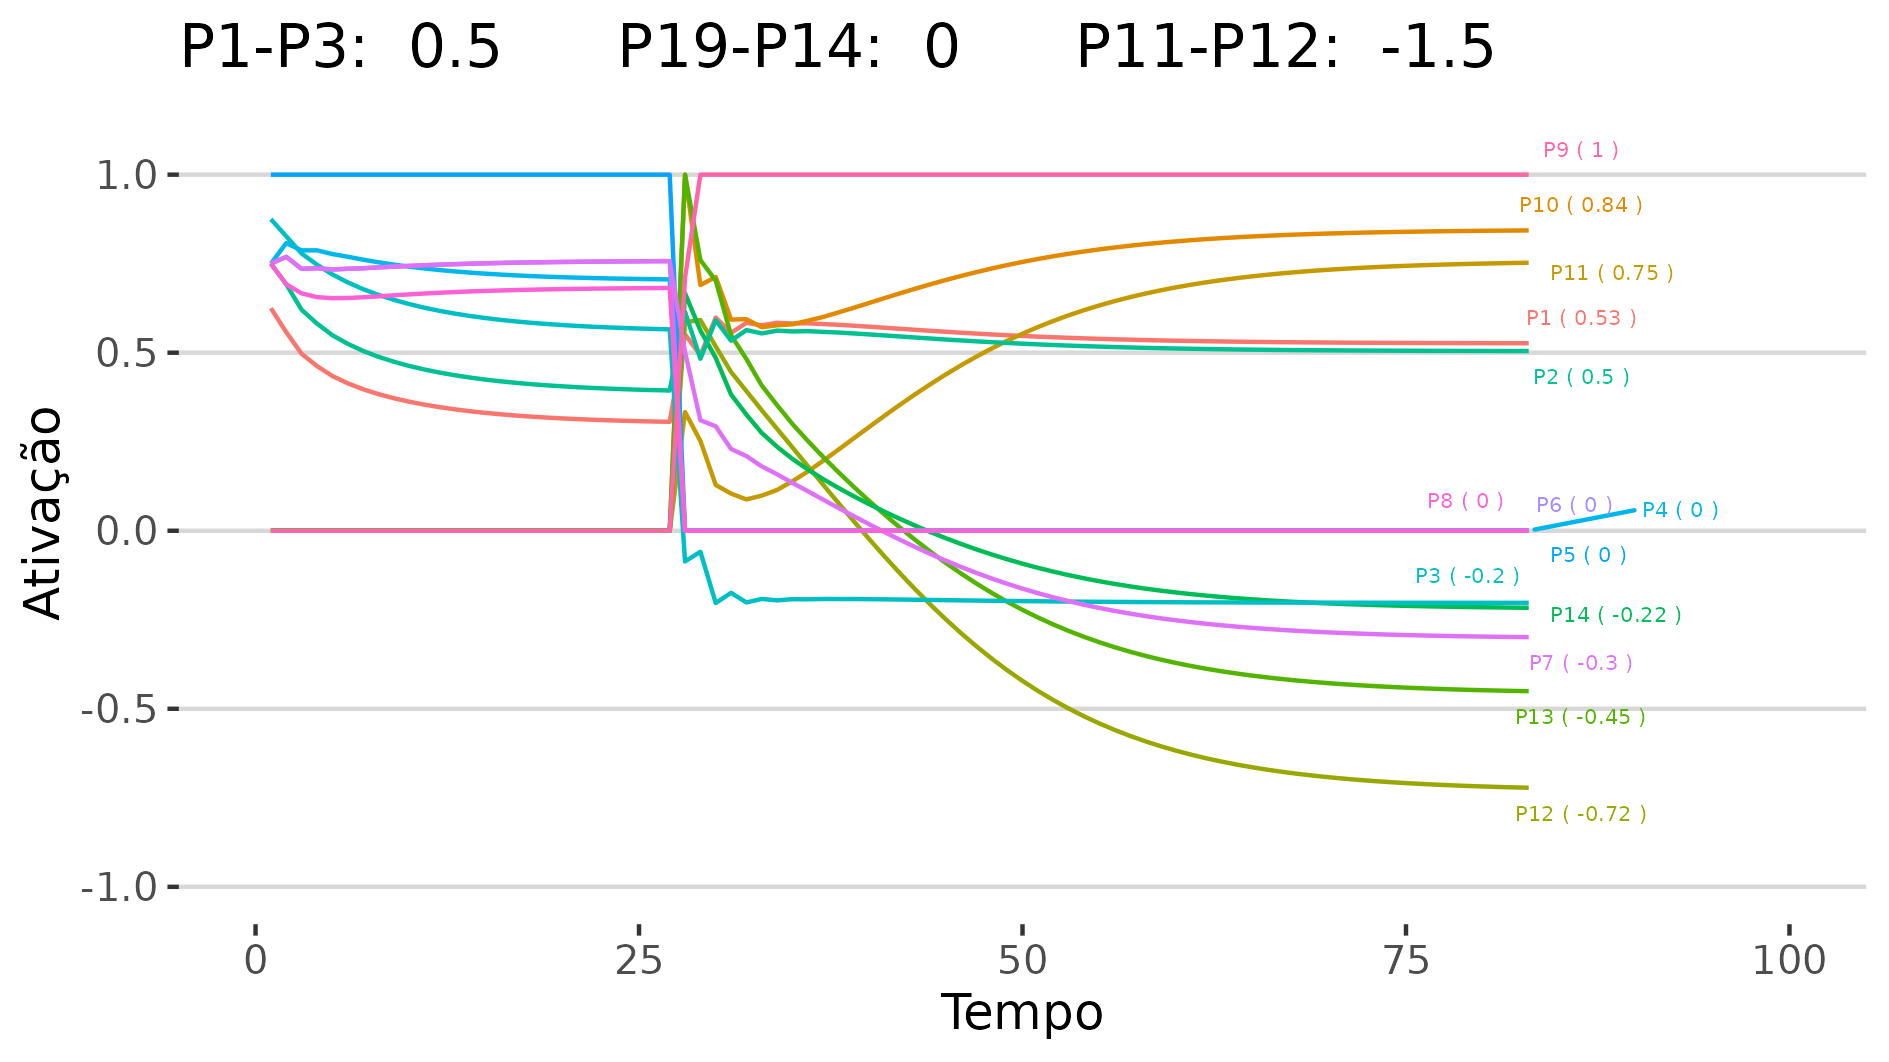 P1-P3:  0.5    P19-P14:  0    P11-P12:  -1.5
P9 ( 1 )
1.0
P10 ( 0.84 )
P11 ( 0.75 )
P1 ( 0.53 )
0.5
P2 ( 0.5 )
P8 ( 0 )
P6 ( 0 )
P4 ( 0 )
0.0
P5 ( 0 )
P3 ( -0.2 )
P14 ( -0.22 )
P7 ( -0.3 )
-0.5
P13 ( -0.45 )
P12 ( -0.72 )
-1.0
Ativação
0 25 50 75 100
Tempo